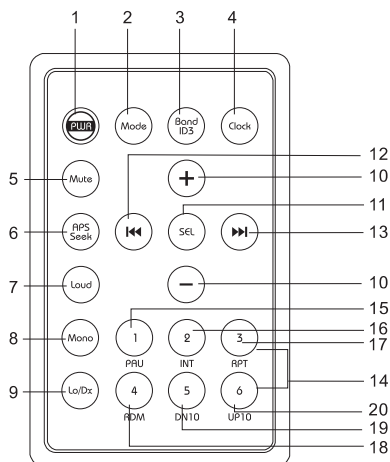 1 2 3 4
PWR Mode Band ID3 Clock
12
5 Mute + 10
11
6 APS Seek SEL 13
7 Loud − 10
15
16
8 Mono 1 2 3 17
PAU INT RPT
14
9 Lo/Dx 4 5 6
20
RDM DN10 UP10
19
18